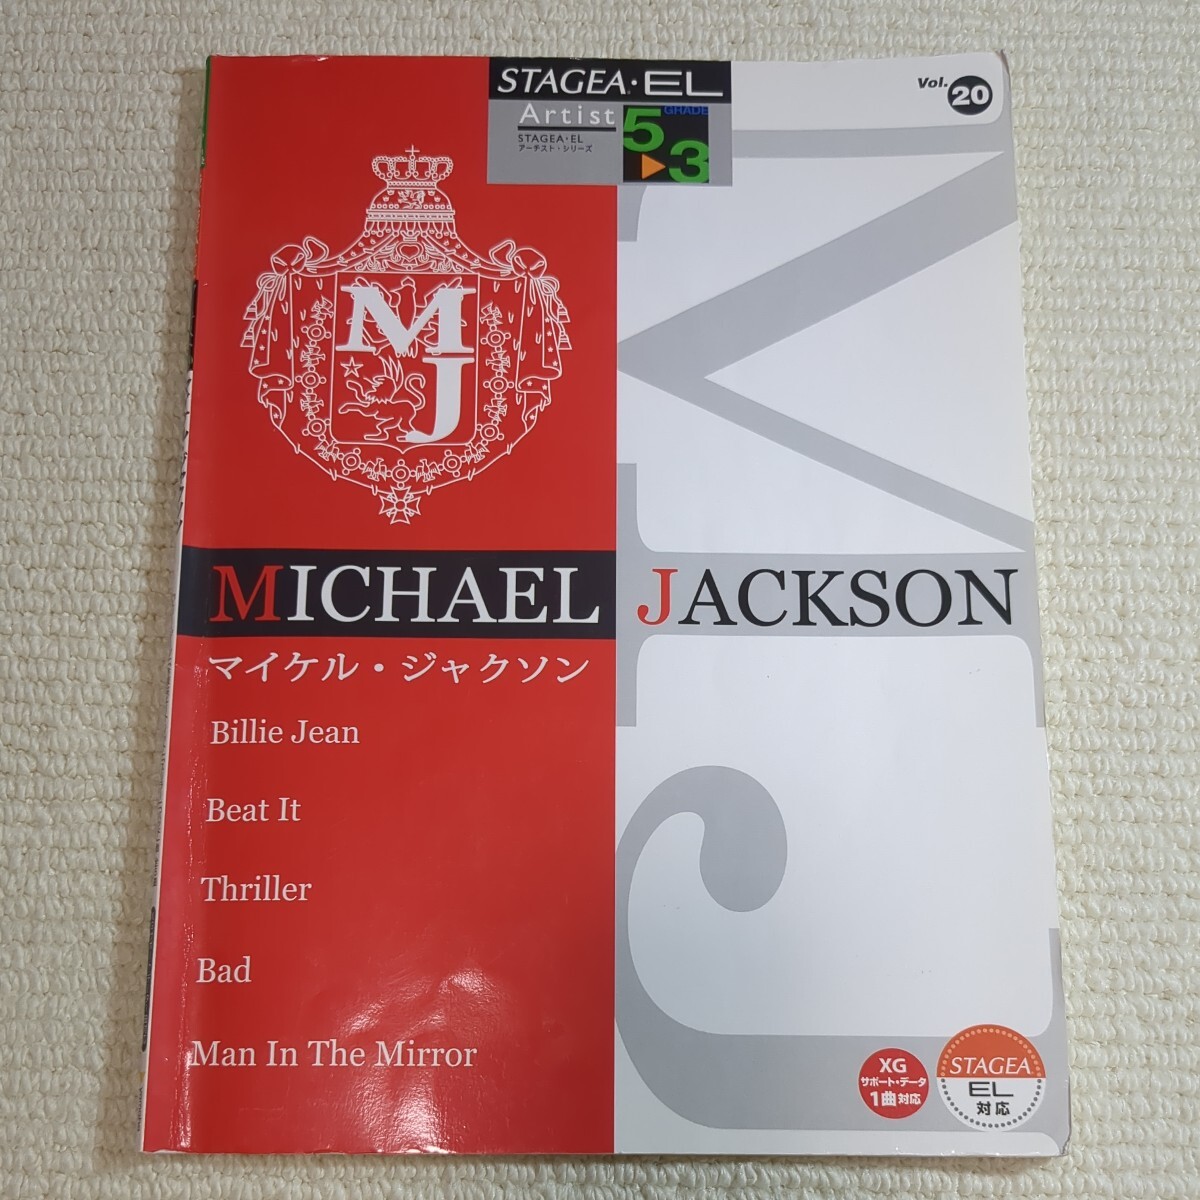 STAGEA・EL
Artist
STAGEA・EL
アーチスト・シリーズ
GRADE
5▶3
Vol. 20
MJ
MICHAEL JACKSON
マイケル・ジャクソン
Billie Jean
Beat It
Thriller
Bad
Man In The Mirror
XG
サポート・データ
1曲対応
STAGEA
EL
対応